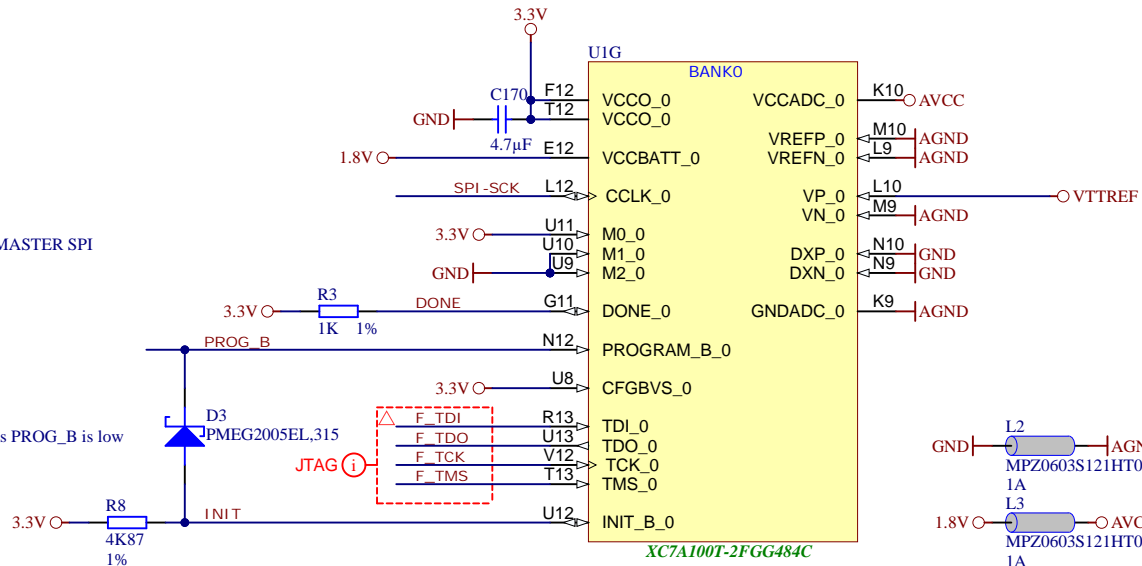 3.3V
U1G
BANK0
C170
F12
VCCO_0
VCCADC_0
K10
AVCC
GND
T12
VCCO_0
4.7µF
VREFP_0
M10
AGND
1.8V
E12
VCCBATT_0
VREFN_0
L9
AGND
SPI-SCK
L12
CCLK_0
VP_0
L10
VTTREF
VN_0
M9
AGND
MASTER SPI
3.3V
U11
M0_0
U10
M1_0
DXP_0
N10
GND
GND
U9
M2_0
DXN_0
N9
GND
R3
3.3V
DONE
G11
DONE_0
GNDADC_0
K9
AGND
1K 1%
PROG_B
N12
PROGRAM_B_0
3.3V
U8
CFGBVS_0
D3
PMEG2005EL,315
s PROG_B is low
F_TDI
R13
TDI_0
F_TDO
U13
TDO_0
JTAG i
F_TCK
V12
TCK_0
F_TMS
T13
TMS_0
L2
GND
AGN
MPZ0603S121HT0
1A
R8
3.3V
INIT
U12
INIT_B_0
4K87
1%
L3
1.8V
AVC
MPZ0603S121HT0
1A
XC7A100T-2FGG484C